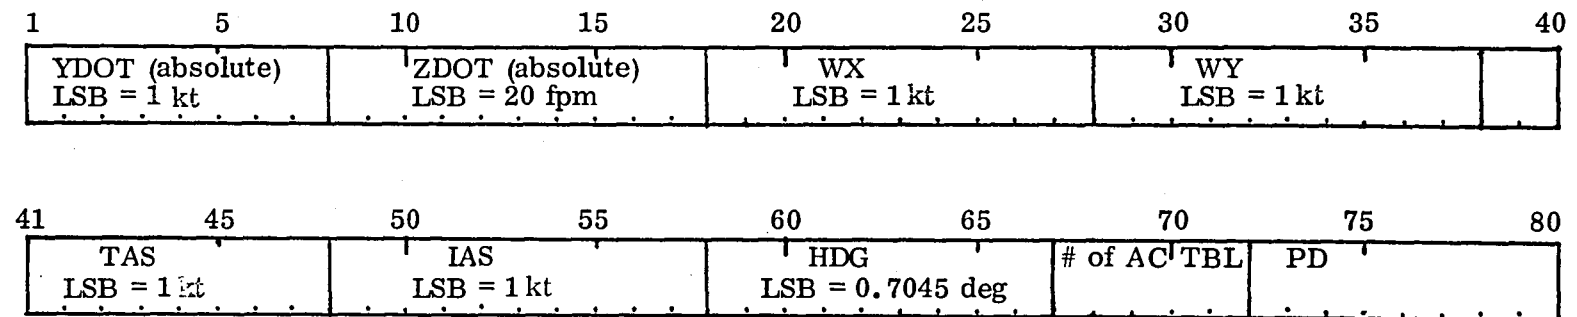 1 5 10 15 20 25 30 35 40
YDOT (absolute) ZDOT (absolute) WX WY
LSB = 1 kt LSB = 20 fpm LSB = 1 kt LSB = 1 kt
41 45 50 55 60 65 70 75 80
TAS IAS HDG # of AC TBL PD
LSB = 1 kt LSB = 1 kt LSB = 0.7045 deg